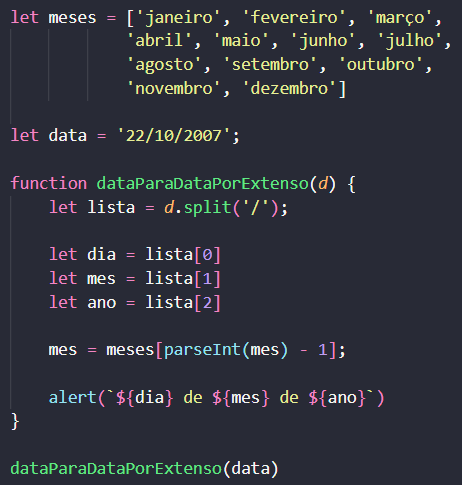 let meses = ['janeiro', 'fevereiro', 'março',
'abril', 'maio', 'junho', 'julho',
'agosto', 'setembro', 'outubro',
'novembro', 'dezembro']
let data = '22/10/2007';
function dataParaDataPorExtenso(d) {
let lista = d.split('/');
let dia = lista[0]
let mes = lista[1]
let ano = lista[2]
mes = meses[parseInt(mes) - 1];
alert(`${dia} de ${mes} de ${ano}`)
}
dataParaDataPorExtenso(data)